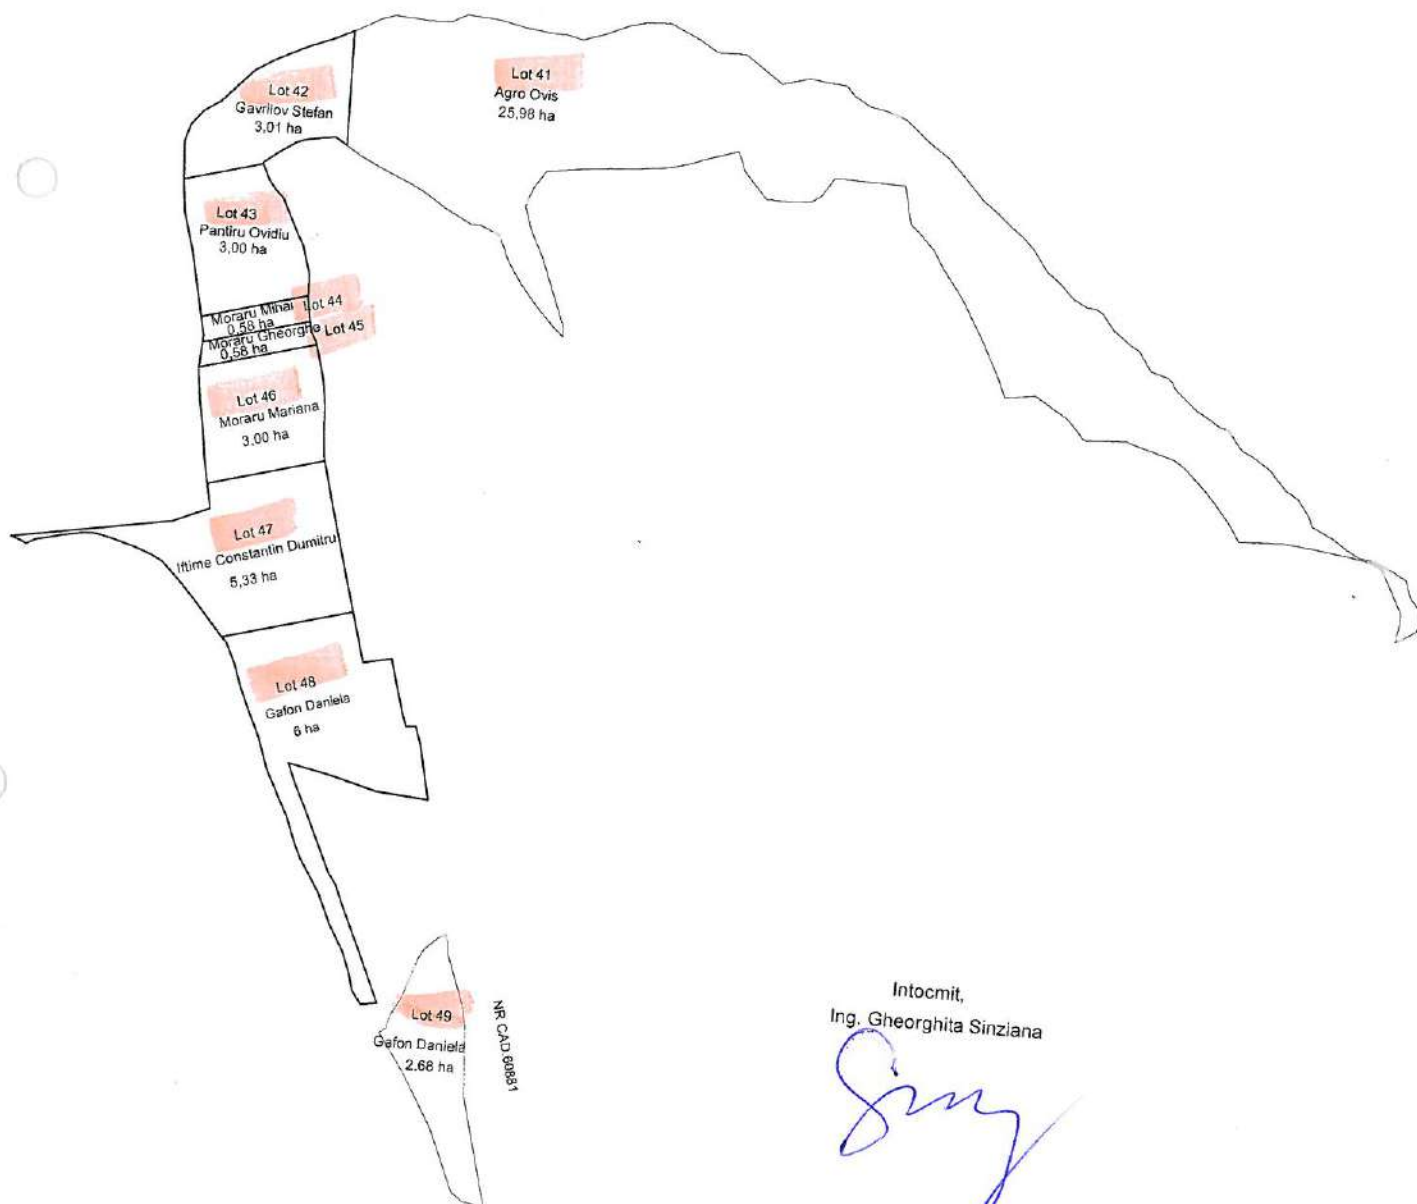 Lot 41
Agro Ovis
25,98 ha
Lot 42
Gavrilov Stefan
3,01 ha
Lot 43
Pantiru Ovidiu
3,00 ha
Moraru Mihai Lot 44
0,58 ha
Moraru Gheorghe Lot 45
0,58 ha
Lot 46
Moraru Mariana
3,00 ha
Lot 47
Iftime Constantin Dumitru
5,33 ha
Lot 48
Gafon Daniela
6 ha
Lot 49
Gafon Daniela
2.68 ha
NR CAD.60881
Intocmit,
Ing. Gheorghita Sinziana